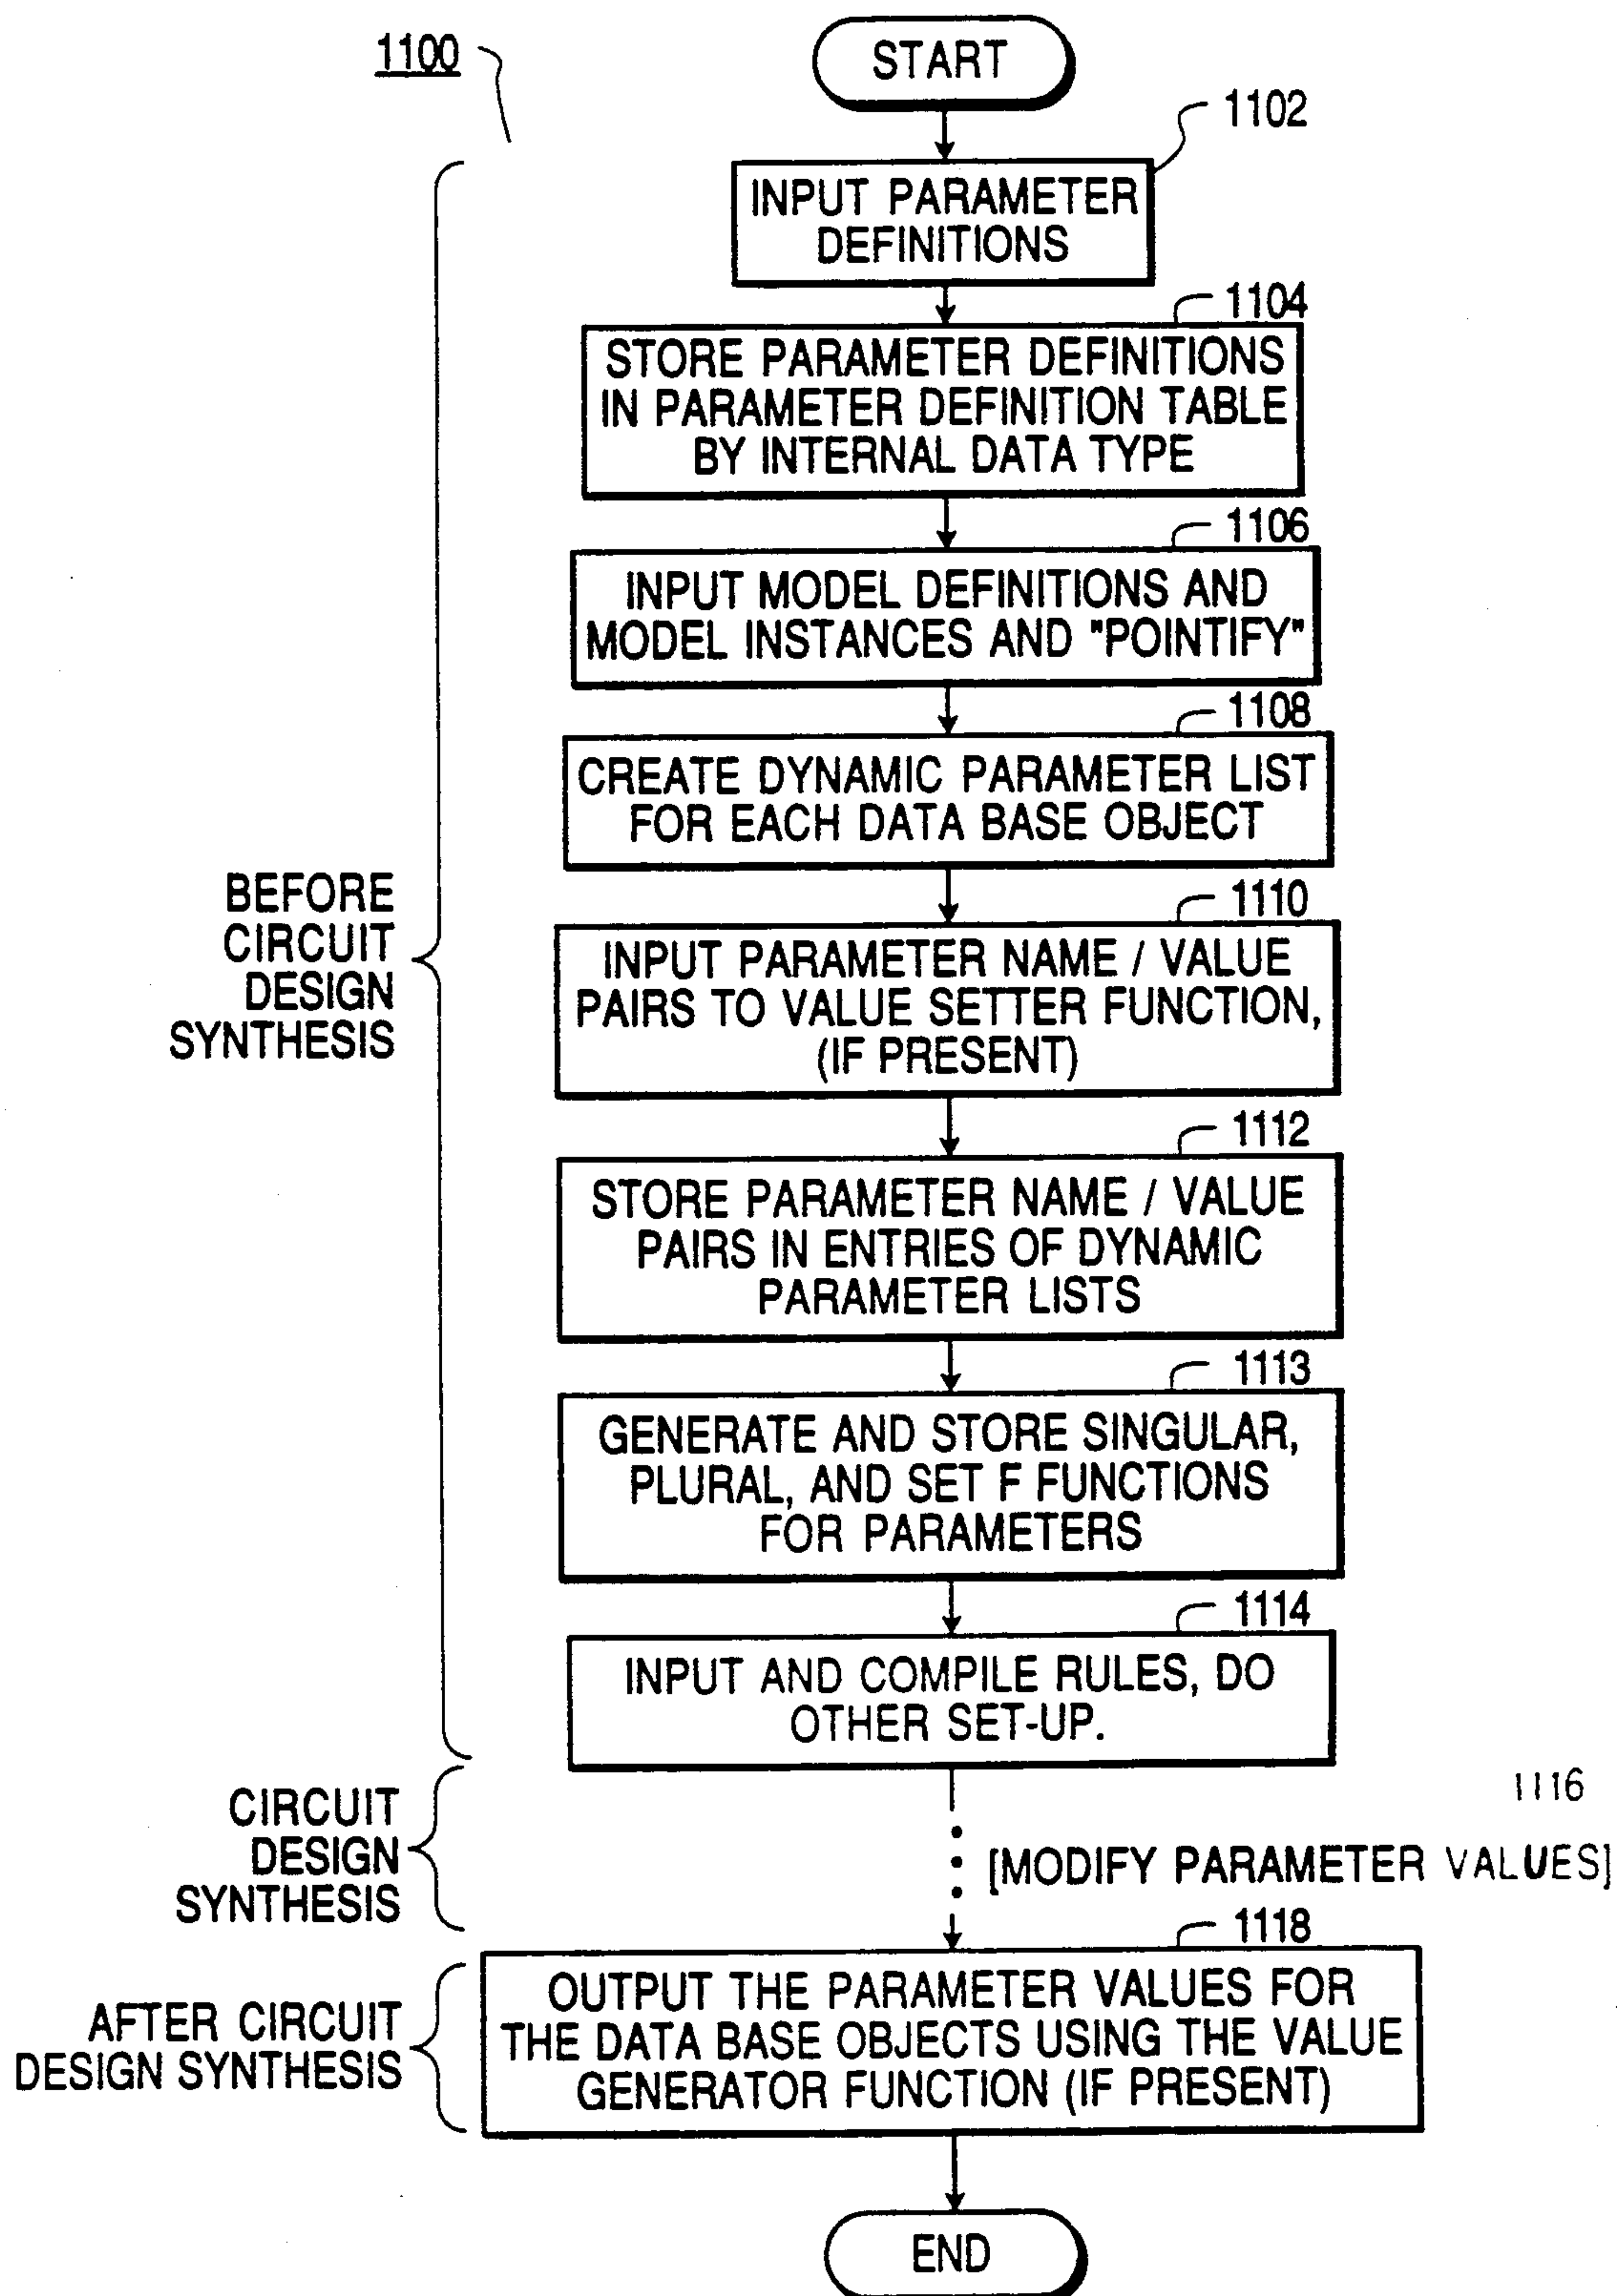 1100
START
1102
INPUT PARAMETER
DEFINITIONS
1104
STORE PARAMETER DEFINITIONS
IN PARAMETER DEFINITION TABLE
BY INTERNAL DATA TYPE
1106
INPUT MODEL DEFINITIONS AND
MODEL INSTANCES AND "POINTIFY"
1108
CREATE DYNAMIC PARAMETER LIST
FOR EACH DATA BASE OBJECT
BEFORE
CIRCUIT
DESIGN
SYNTHESIS
1110
INPUT PARAMETER NAME / VALUE
PAIRS TO VALUE SETTER FUNCTION,
(IF PRESENT)
1112
STORE PARAMETER NAME / VALUE
PAIRS IN ENTRIES OF DYNAMIC
PARAMETER LISTS
1113
GENERATE AND STORE SINGULAR,
PLURAL, AND SET F FUNCTIONS
FOR PARAMETERS
1114
INPUT AND COMPILE RULES, DO
OTHER SET-UP.
CIRCUIT
DESIGN
SYNTHESIS
1116
[MODIFY PARAMETER VALUES]
1118
AFTER CIRCUIT
DESIGN SYNTHESIS
OUTPUT THE PARAMETER VALUES FOR
THE DATA BASE OBJECTS USING THE VALUE
GENERATOR FUNCTION (IF PRESENT)
END